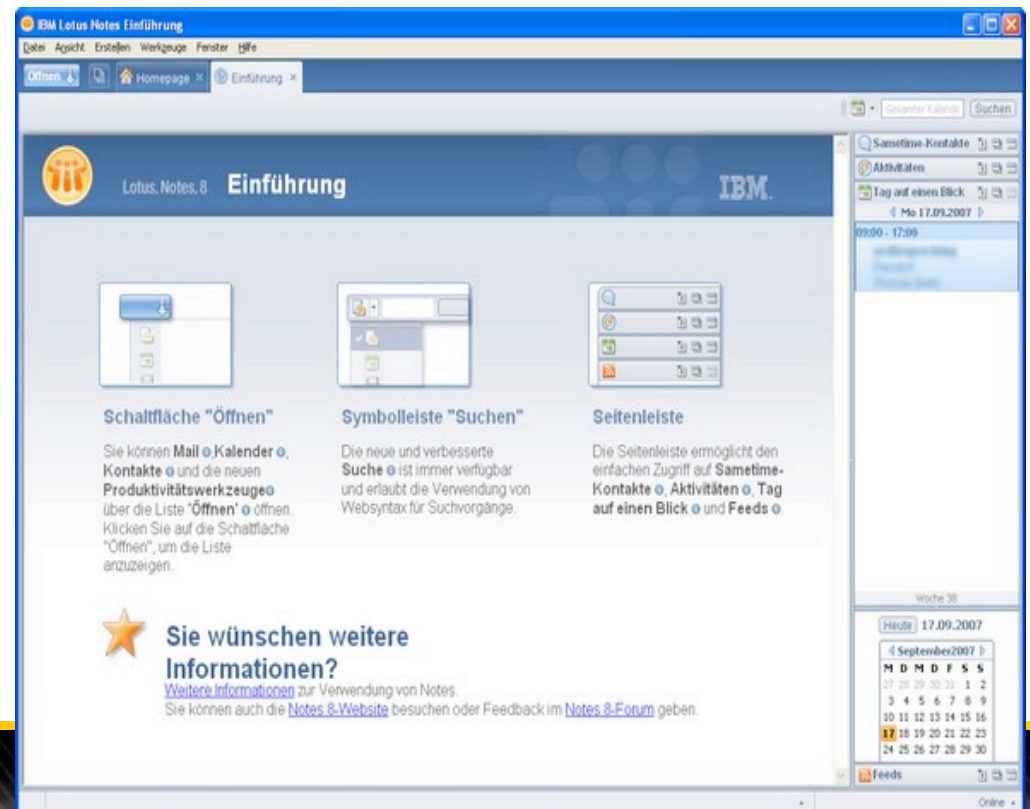 IBM Lotus Notes Einführung
Datei Ansicht Erstellen Werkzeuge Fenster Hilfe
Öffnen Homepage × Einführung ×
Gesamter Kalende Suchen
Lotus. Notes. 8 Einführung IBM.
Schaltfläche "Öffnen"
Sie können Mail, Kalender,
Kontakte und die neuen
Produktivitätswerkzeuge
über die Liste 'Öffnen' öffnen.
Klicken Sie auf die Schaltfläche
"Öffnen", um die Liste
anzuzeigen.
Symbolleiste "Suchen"
Die neue und verbesserte
Suche ist immer verfügbar
und erlaubt die Verwendung von
Websyntax für Suchvorgänge.
Seitenleiste
Die Seitenleiste ermöglicht den
einfachen Zugriff auf Sametime-
Kontakte, Aktivitäten, Tag
auf einen Blick und Feeds.
Sie wünschen weitere
Informationen?
Weitere Informationen zur Verwendung von Notes.
Sie können auch die Notes 8-Website besuchen oder Feedback im Notes 8-Forum geben.
Sametime-Kontakte
Aktivitäten
Tag auf einen Blick
Mo 17.09.2007
09:00 - 17:00
Woche 38
Heute 17.09.2007
September2007
M D M D F S S
27 28 29 30 31 1 2
3 4 5 6 7 8 9
10 11 12 13 14 15 16
17 18 19 20 21 22 23
24 25 26 27 28 29 30
Feeds
Online